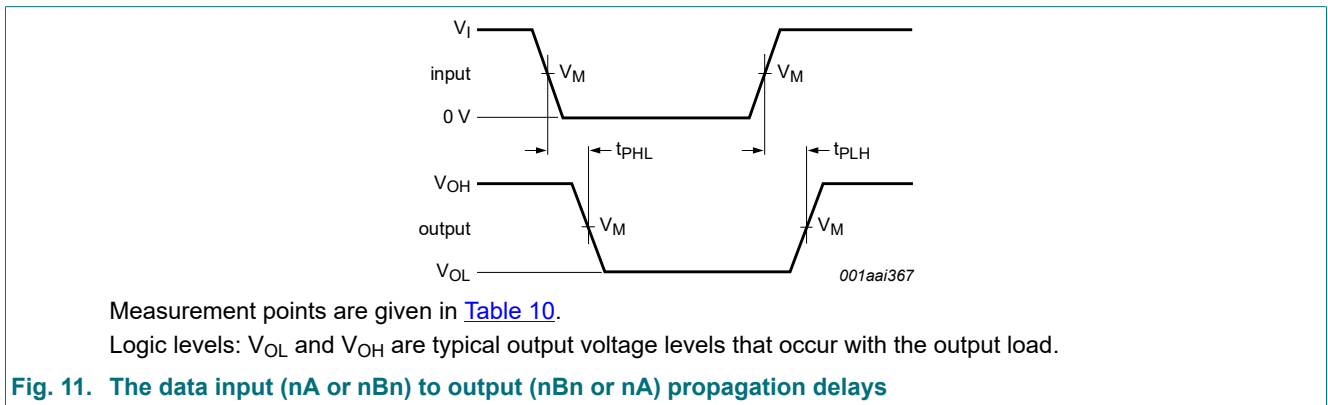 VI
input
VM
VM
0 V
tPHL
tPLH
VOH
output
VM
VM
VOL
001aai367
Measurement points are given in Table 10.
Logic levels: VOL and VOH are typical output voltage levels that occur with the output load.
Fig. 11. The data input (nA or nBn) to output (nBn or nA) propagation delays